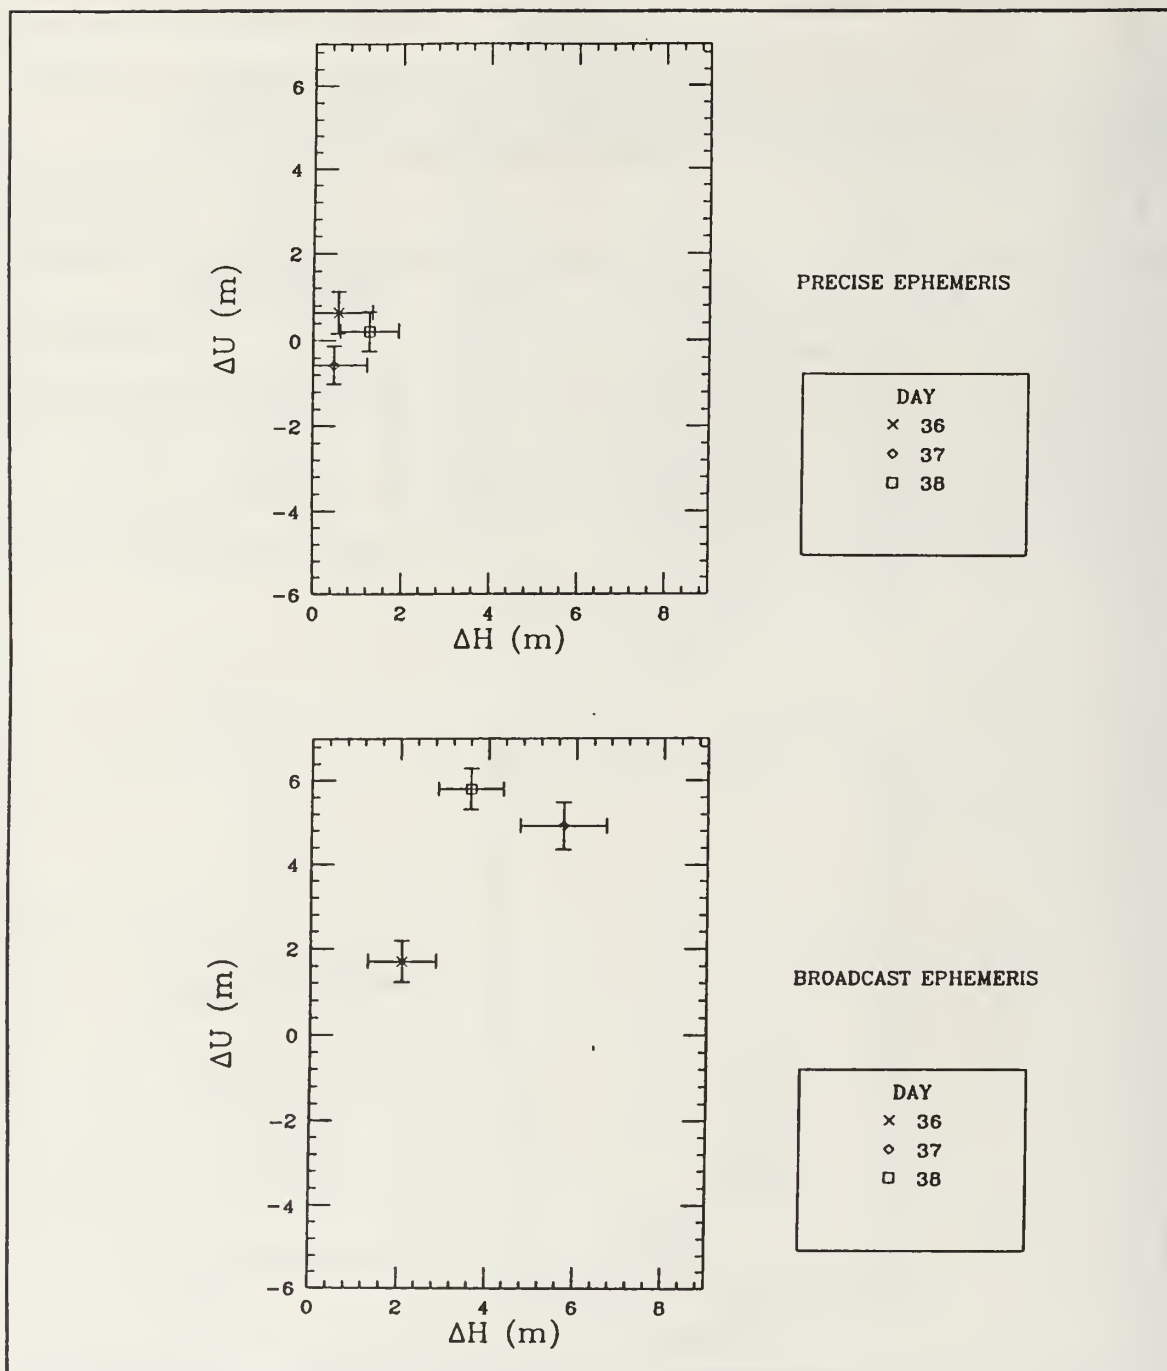 6
4
2
0
-2
-4
-6
ΔU (m)
0 2 4 6 8
ΔH (m)
PRECISE EPHEMERIS
DAY
× 36
◇ 37
□ 38
6
4
2
0
-2
-4
-6
ΔU (m)
0 2 4 6 8
ΔH (m)
BROADCAST EPHEMERIS
DAY
× 36
◇ 37
□ 38